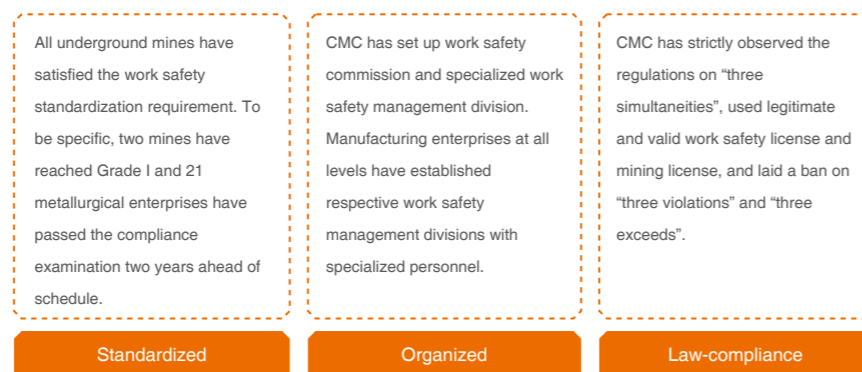 All underground mines have
satisfied the work safety
standardization requirement. To
be specific, two mines have
reached Grade I and 21
metallurgical enterprises have
passed the compliance
examination two years ahead of
schedule.
Standardized
CMC has set up work safety
commission and specialized work
safety management division.
Manufacturing enterprises at all
levels have established
respective work safety
management divisions with
specialized personnel.
Organized
CMC has strictly observed the
regulations on “three
simultaneities”, used legitimate
and valid work safety license and
mining license, and laid a ban on
“three violations” and “three
exceeds”.
Law-compliance